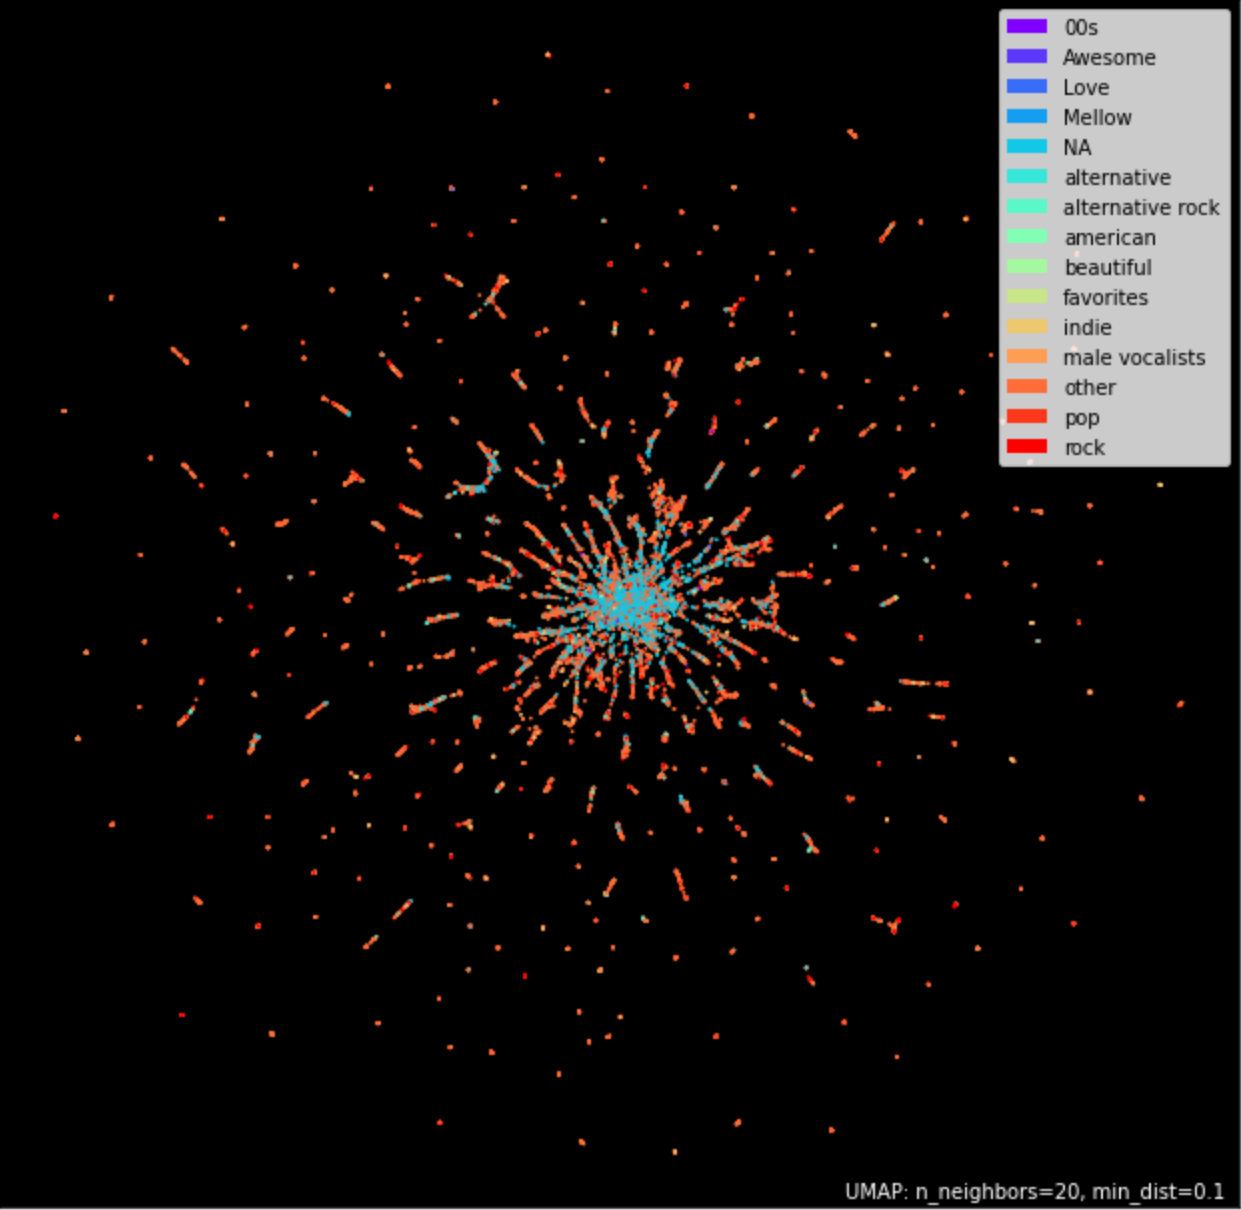 00s
Awesome
Love
Mellow
NA
alternative
alternative rock
american
beautiful
favorites
indie
male vocalists
other
pop
rock
UMAP: n_neighbors=20, min_dist=0.1